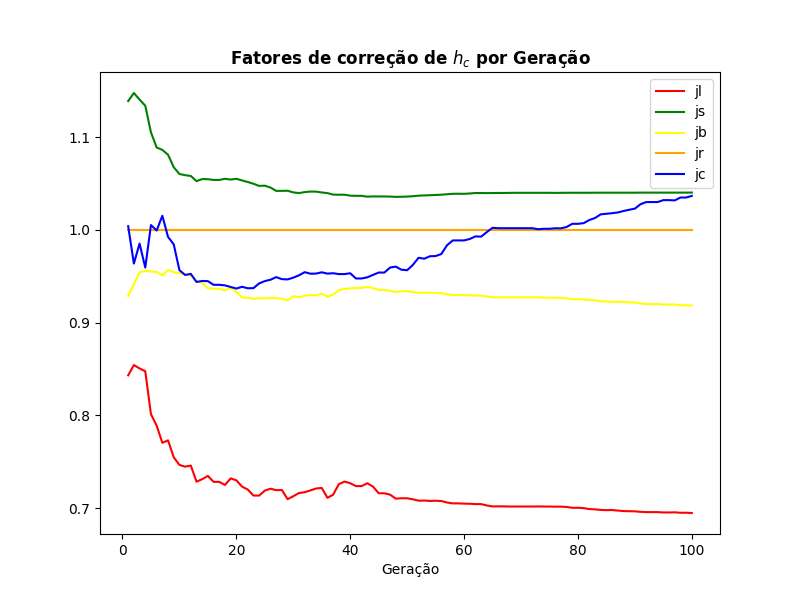 Fatores de correção de h_c por Geração
jl
js
jb
jr
jc
1.1
1.0
0.9
0.8
0.7
0
20
40
60
80
100
Geração